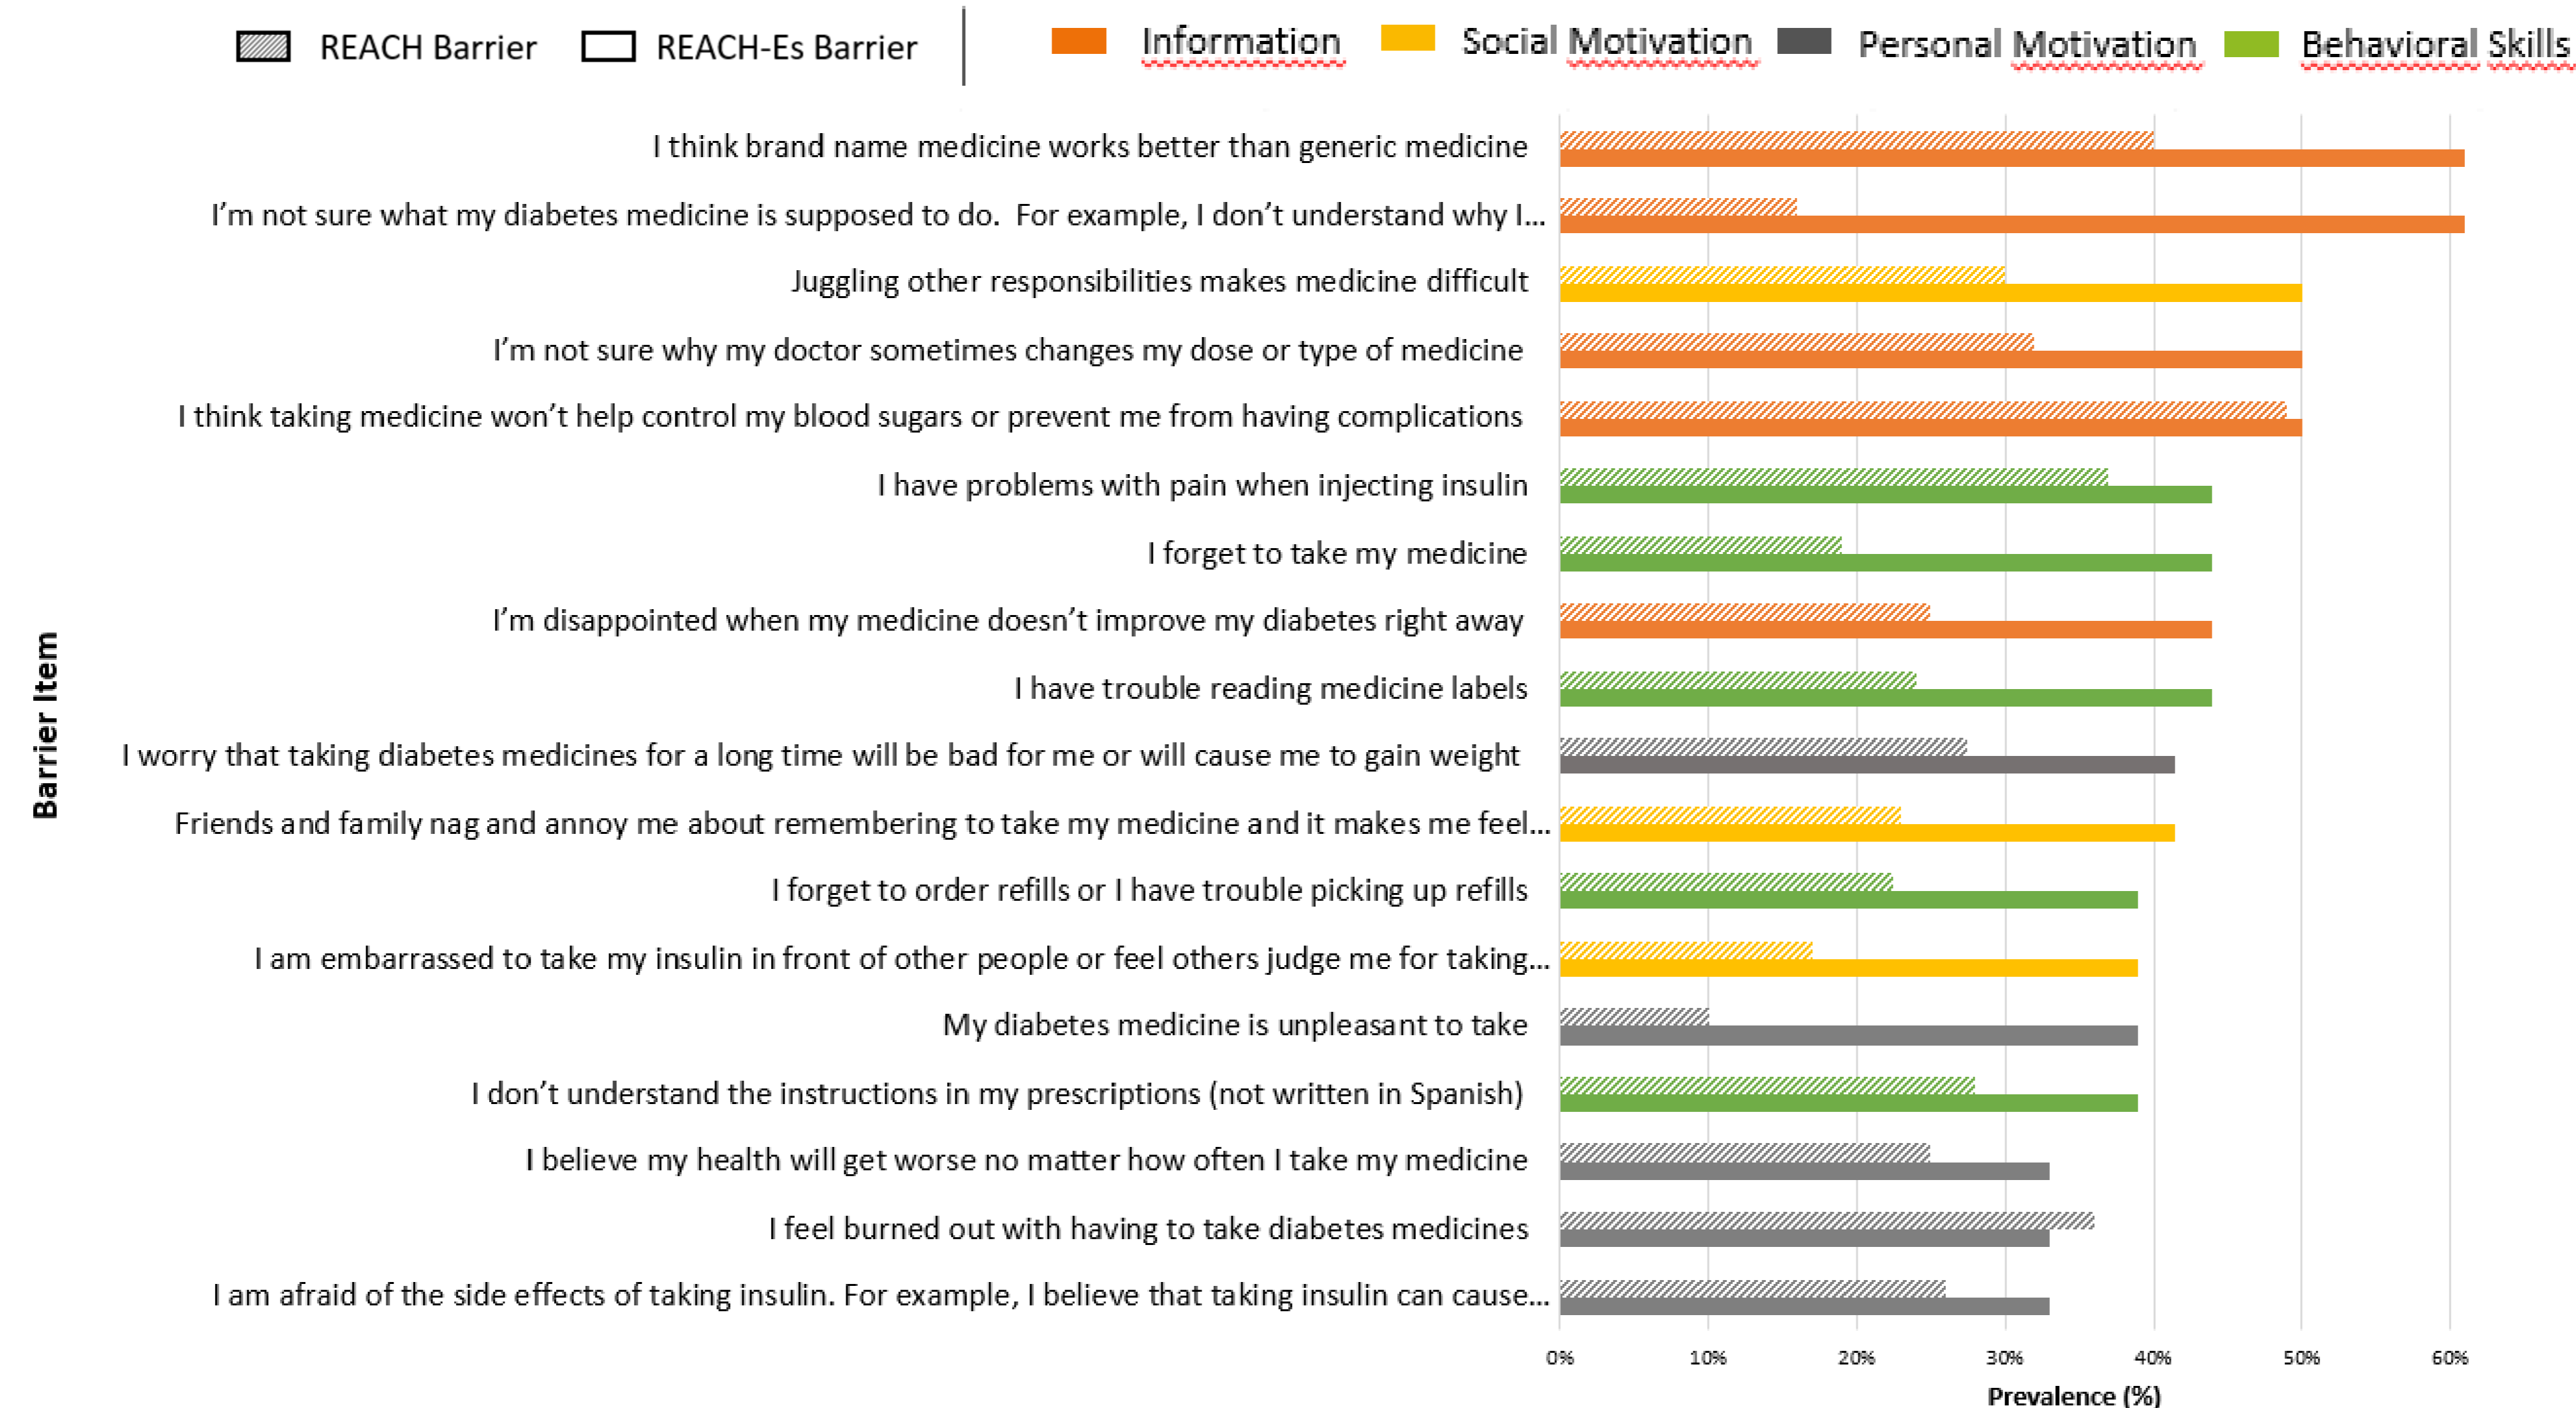 REACH Barrier REACH-Es Barrier Information Social Motivation Personal Motivation Behavioral Skills
I think brand name medicine works better than generic medicine
I’m not sure what my diabetes medicine is supposed to do.  For example, I don’t understand why I...
Juggling other responsibilities makes medicine difficult
I’m not sure why my doctor sometimes changes my dose or type of medicine
I think taking medicine won’t help control my blood sugars or prevent me from having complications
I have problems with pain when injecting insulin
I forget to take my medicine
I’m disappointed when my medicine doesn’t improve my diabetes right away
I have trouble reading medicine labels
I worry that taking diabetes medicines for a long time will be bad for me or will cause me to gain weight
Friends and family nag and annoy me about remembering to take my medicine and it makes me feel...
I forget to order refills or I have trouble picking up refills
I am embarrassed to take my insulin in front of other people or feel others judge me for taking...
My diabetes medicine is unpleasant to take
I don’t understand the instructions in my prescriptions (not written in Spanish)
I believe my health will get worse no matter how often I take my medicine
I feel burned out with having to take diabetes medicines
I am afraid of the side effects of taking insulin. For example, I believe that taking insulin can cause...
Barrier Item
0% 10% 20% 30% 40% 50% 60%
Prevalence (%)